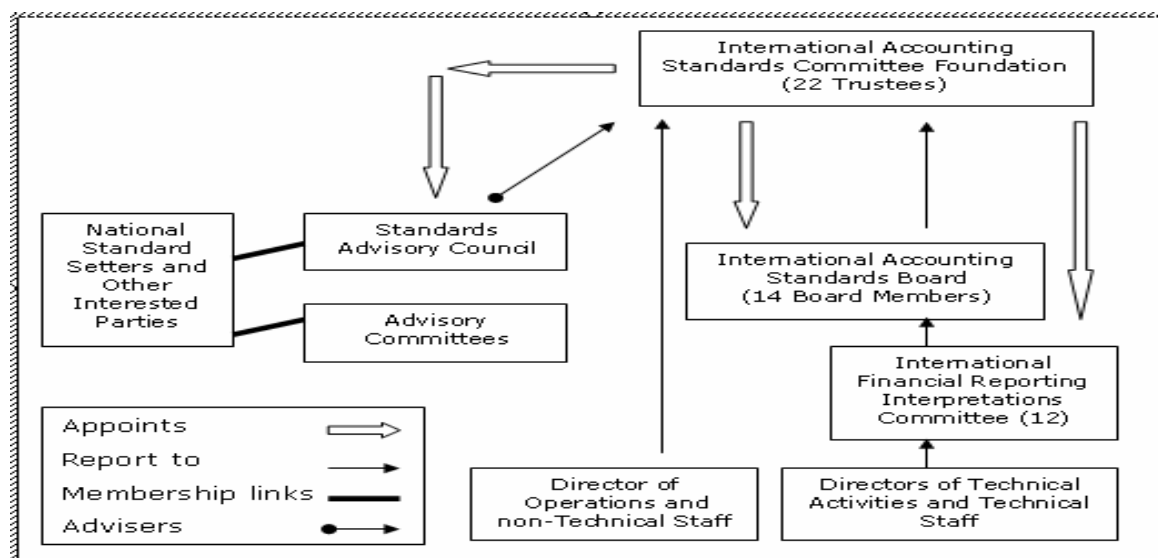 International Accounting
Standards Committee Foundation
(22 Trustees)
National
Standard
Setters and
Other
Interested
Parties
Standards
Advisory Council
Advisory
Committees
International Accounting
Standards Board
(14 Board Members)
International
Financial Reporting
Interpretations
Committee (12)
Appoints
Report to
Membership links
Advisers
Director of
Operations and
non-Technical Staff
Directors of Technical
Activities and Technical
Staff